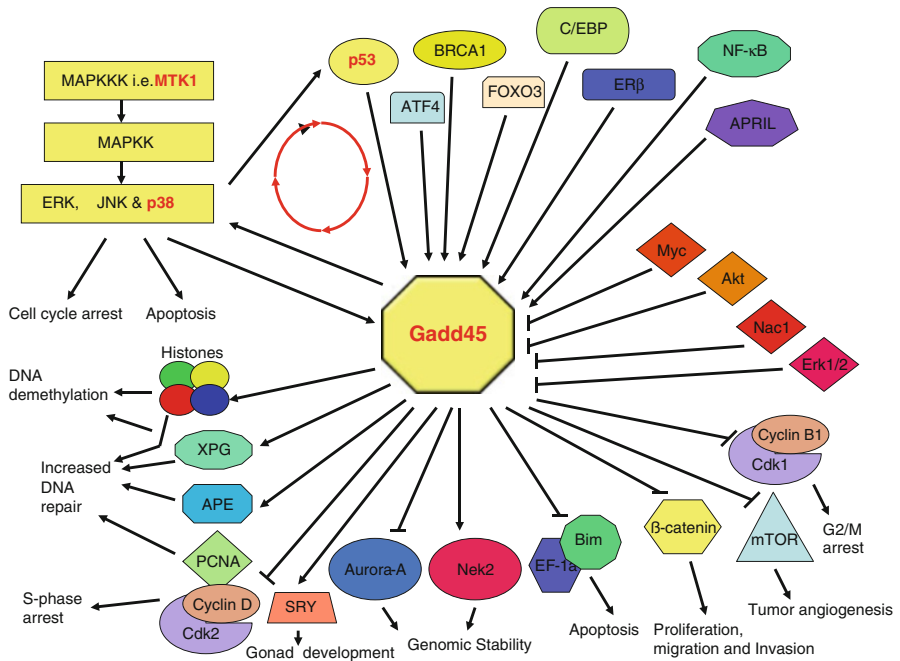 C/EBP
NF-κB
p53
BRCA1
MAPKKK i.e.MTK1
ATF4
FOXO3
ERβ
APRIL
MAPKK
ERK, JNK & p38
Myc
Akt
Nac1
Erk1/2
Cell cycle arrest
Apoptosis
Gadd45
Histones
DNA
demethylation
XPG
Increased
DNA
repair
APE
PCNA
Cyclin D
Cdk2
S-phase
arrest
SRY
Gonad development
Aurora-A
Nek2
Genomic Stability
EF-1a
Bim
Apoptosis
ß-catenin
Proliferation,
migration and Invasion
mTOR
Tumor angiogenesis
Cyclin B1
Cdk1
G2/M
arrest